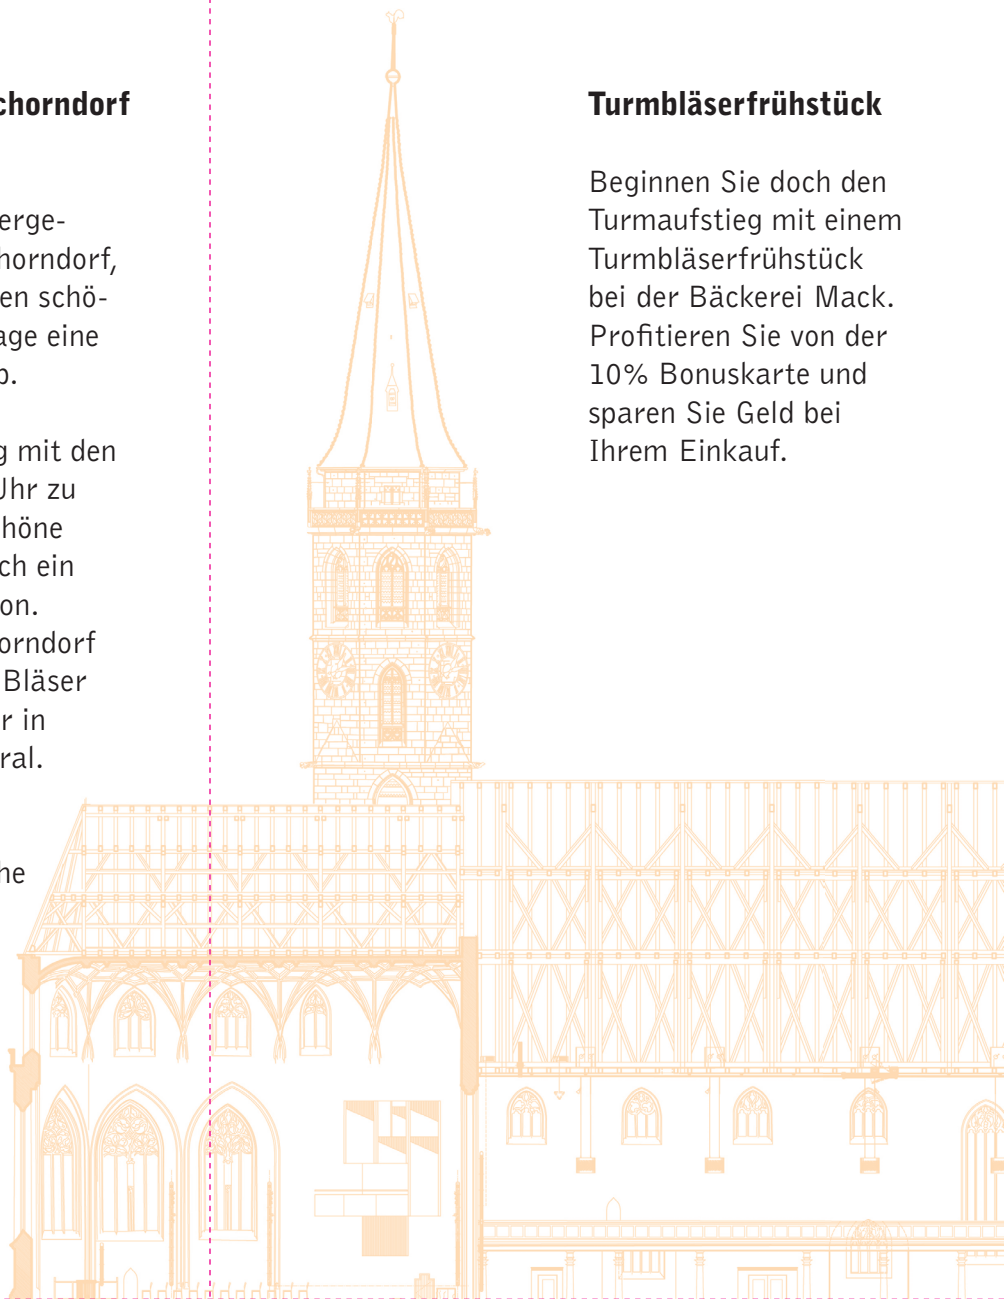 chorndorf
erge-
horndorf,
en schö-
age eine
g mit den
Uhr zu
höne
ch ein
on.
orndorf
Bläser
r in
ral.
he
Turmbläserfrühstück
Beginnen Sie doch den
Turmaufstieg mit einem
Turmbläserfrühstück
bei der Bäckerei Mack.
Profitieren Sie von der
10% Bonuskarte und
sparen Sie Geld bei
Ihrem Einkauf.